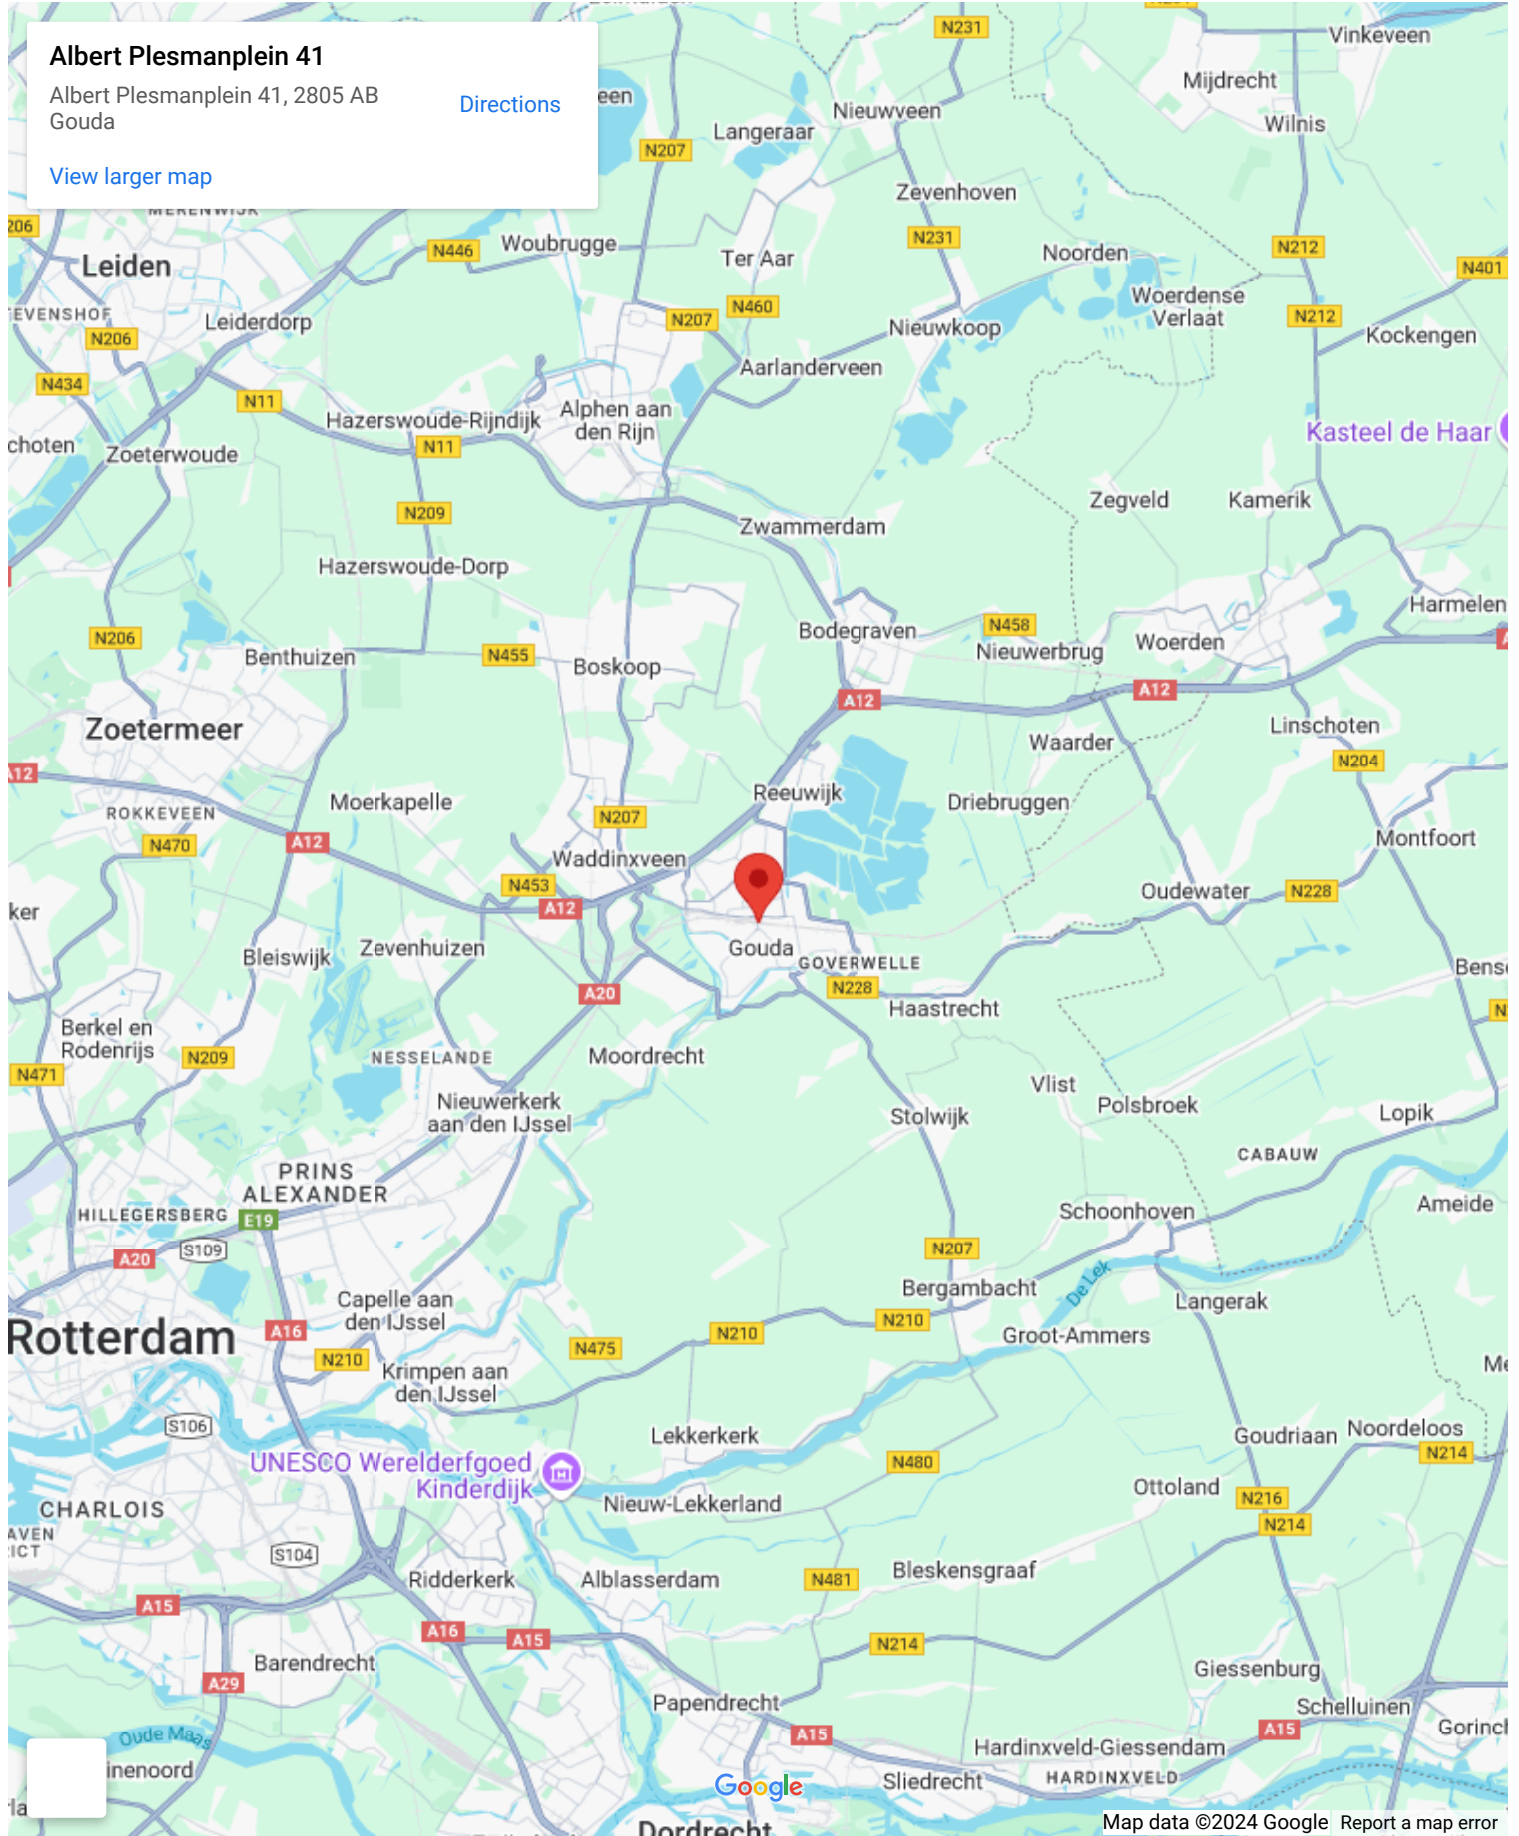 Albert Plesmanplein 41
Albert Plesmanplein 41, 2805 AB
Gouda
Directions
View larger map
N231
Vinkeveen
Mijdrecht
Nieuwveen
Langeraar
Wilnis
N207
Zevenhoven
MERENWIJK
N446
Woubrugge
Ter Aar
N231
Noorden
N212
N401
Leiden
Woerdense
Verlaat
N460
N207
N212
Leiderdorp
Nieuwkoop
Kockengen
N206
Aarlanderveen
N434
N11
Hazerswoude-Rijndijk
Alphen aan
den Rijn
Kasteel de Haar
N11
Zoeterwoude
Zegveld
Kamerik
N209
Zwammerdam
Hazerswoude-Dorp
Harmelen
N206
Bodegraven
N458
Nieuwerbrug
Woerden
Benthuizen
N455
Boskoop
A12
A12
Zoetermeer
Linschoten
Waarder
N204
A12
Reeuwijk
Driebruggen
Moerkapelle
ROKKEVEEN
N207
N470
A12
Montfoort
Waddinxveen
N453
Oudewater
N228
A12
Bleiswijk
Zevenhuizen
Gouda
GOVERWELLE
N228
A20
Haastrecht
Berkel en
Rodenrijs
N209
NESSELANDE
Moordrecht
N471
Vlist
Nieuwerkerk
aan den IJssel
Stolwijk
Polsbroek
Lopik
CABAUW
PRINS
ALEXANDER
HILLEGERSBERG
E19
Schoonhoven
Ameide
S109
A20
N207
De Lek
Bergambacht
Langerak
Capelle aan
den IJssel
N210
N210
Groot-Ammers
Rotterdam
A16
N475
N210
Krimpen aan
den IJssel
S106
Lekkerkerk
Goudriaan
Noordeloos
N214
UNESCO Werelderfgoed
Kinderdijk
N480
Ottoland
N216
Nieuw-Lekkerland
N214
CHARLOIS
S104
Ridderkerk
Alblasserdam
N481
Bleskensgraaf
A15
A16
A15
N214
Barendrecht
A29
Giessenburg
Papendrecht
Schelluinen
A15
A15
Oude Maas
Hardinxveld-Giessendam
Sliedrecht
HARDINXVELD
Google
Dordrecht
Map data ©2024 Google
Report a map error